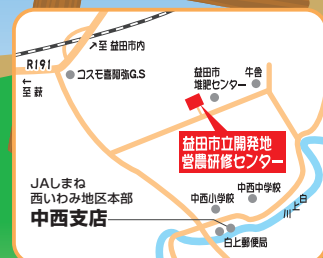 至 益田市内
R191
←
至 萩
コスモ喜阿弥G.S
益田市
堆肥センター
牛舎
益田市立開発地
営農研修センター
JAしまね
西いわみ地区本部
中西支店
中西小学校
中西中学校
白上川
白上郵便局